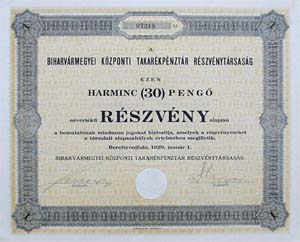 07318
A
BIHARVÁRMEGYEI KÖZPONTI TAKARÉKPÉNZTÁR RÉSZVÉNYTÁRSASÁG
EZEN
HARMINC (30) PENGŐ
névértékű RÉSZVÉNY alapján
a bemutatónak mindazon jogokat biztosítja, amelyek a részvényeseket
a társulati alapszabályok értelmében megilletik.
Berettyóujfalu, 1929. január 1.
BIHARVÁRMEGYEI KÖZPONTI TAKARÉKPÉNZTÁR RÉSZVÉNYTÁRSASÁG